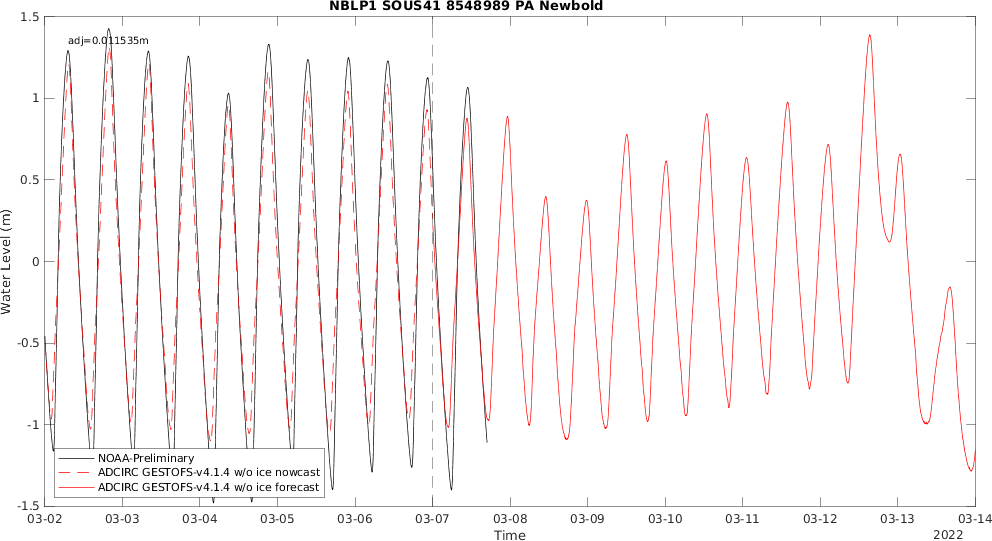 NBLP1 SOUS41 8548989 PA Newbold
adj=0.011535m
Water Level (m)
1.5
1
0.5
0
-0.5
-1
-1.5
NOAA-Preliminary
ADCIRC GESTOFS-v4.1.4 w/o ice nowcast
ADCIRC GESTOFS-v4.1.4 w/o ice forecast
03-02 03-03 03-04 03-05 03-06 03-07 03-08 03-09 03-10 03-11 03-12 03-13 03-14
Time
2022